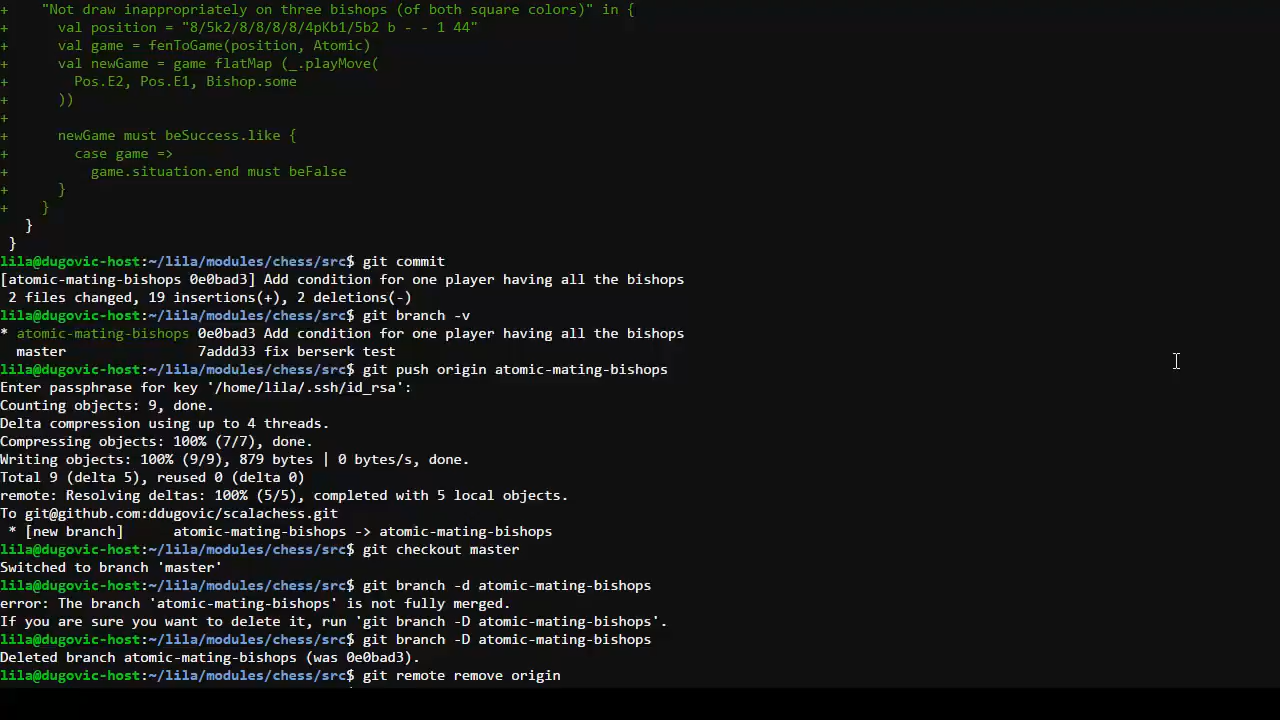 +    "Not draw inappropriately on three bishops (of both square colors)" in {
+      val position = "8/5k2/8/8/8/8/4pKb1/5b2 b - - 1 44"
+      val game = fenToGame(position, Atomic)
+      val newGame = game flatMap (_.playMove(
+        Pos.E2, Pos.E1, Bishop.some
+      ))
+
+      newGame must beSuccess.like {
+        case game =>
+          game.situation.end must beFalse
+      }
+    }
   }
 }
lila@dugovic-host:~/lila/modules/chess/src$ git commit
[atomic-mating-bishops 0e0bad3] Add condition for one player having all the bishops
 2 files changed, 19 insertions(+), 2 deletions(-)
lila@dugovic-host:~/lila/modules/chess/src$ git branch -v
* atomic-mating-bishops 0e0bad3 Add condition for one player having all the bishops
  master                7addd33 fix berserk test
lila@dugovic-host:~/lila/modules/chess/src$ git push origin atomic-mating-bishops
Enter passphrase for key '/home/lila/.ssh/id_rsa':
Counting objects: 9, done.
Delta compression using up to 4 threads.
Compressing objects: 100% (7/7), done.
Writing objects: 100% (9/9), 879 bytes | 0 bytes/s, done.
Total 9 (delta 5), reused 0 (delta 0)
remote: Resolving deltas: 100% (5/5), completed with 5 local objects.
To git@github.com:ddugovic/scalachess.git
 * [new branch]      atomic-mating-bishops -> atomic-mating-bishops
lila@dugovic-host:~/lila/modules/chess/src$ git checkout master
Switched to branch 'master'
lila@dugovic-host:~/lila/modules/chess/src$ git branch -d atomic-mating-bishops
error: The branch 'atomic-mating-bishops' is not fully merged.
If you are sure you want to delete it, run 'git branch -D atomic-mating-bishops'.
lila@dugovic-host:~/lila/modules/chess/src$ git branch -D atomic-mating-bishops
Deleted branch atomic-mating-bishops (was 0e0bad3).
lila@dugovic-host:~/lila/modules/chess/src$ git remote remove origin